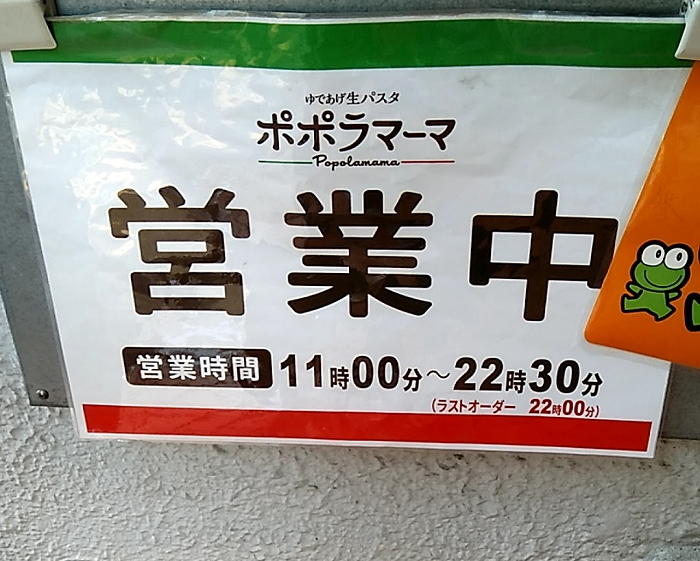 ゆであげ生パスタ
ポポラマーマ
Popolamama
営業中
営業時間 11時00分～22時30分
(ラストオーダー 22時00分)